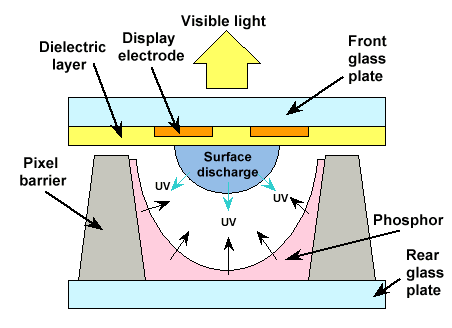 Visible light
Dielectric
layer
Display
electrode
Front
glass
plate
Surface
discharge
Pixel
barrier
UV
UV
UV
Phosphor
Rear
glass
plate